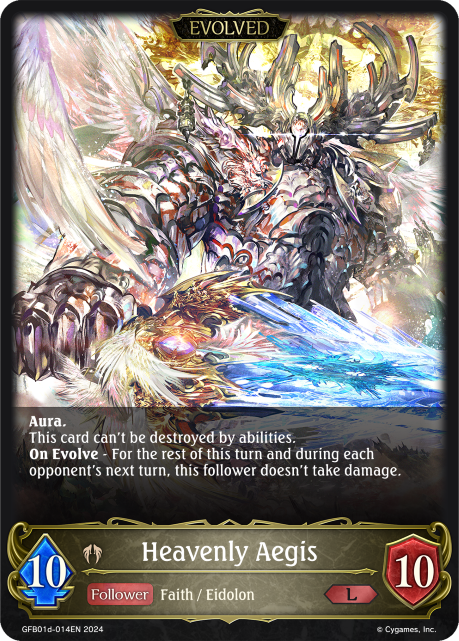 EVOLVED
Aura.
This card can't be destroyed by abilities.
On Evolve - For the rest of this turn and during each
opponent's next turn, this follower doesn't take damage.
Heavenly Aegis
10
Follower
Faith / Eidolon
L
10
GFB01d-014EN 2024
© Cygames, Inc.